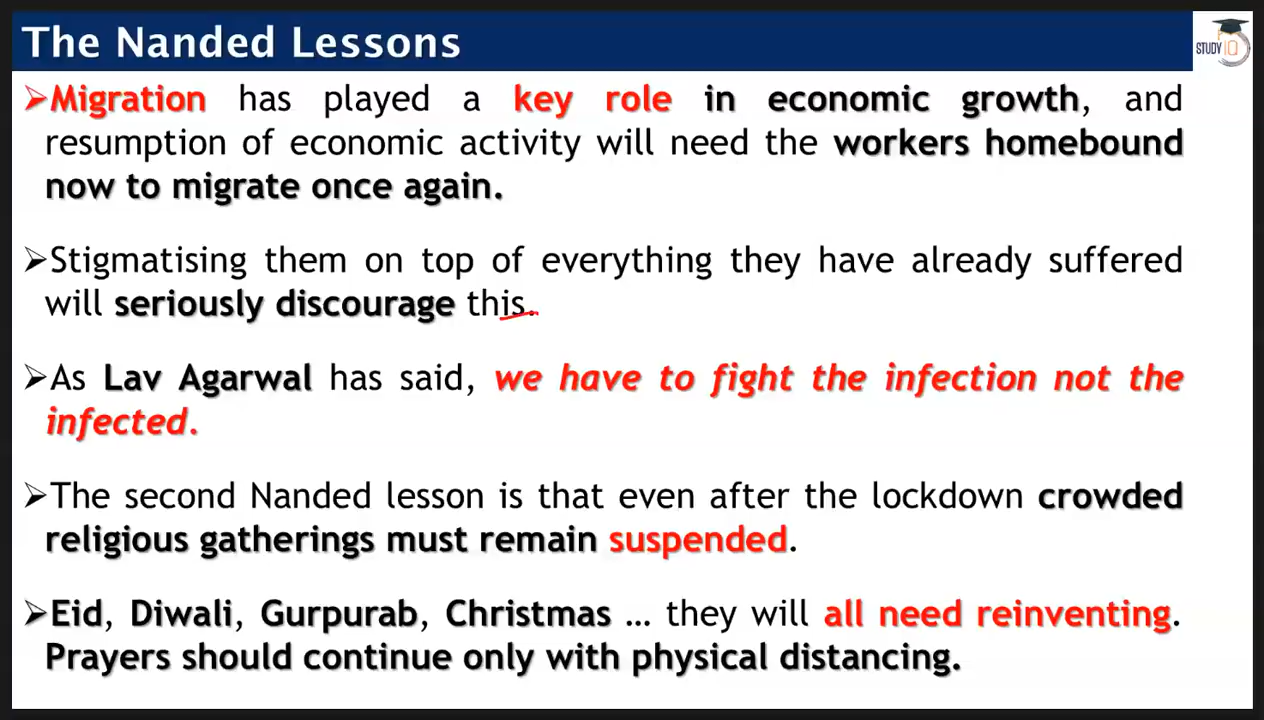 The Nanded Lessons
STUDY IQ
➢Migration has played a key role in economic growth, and
resumption of economic activity will need the workers homebound
now to migrate once again.
➢Stigmatising them on top of everything they have already suffered
will seriously discourage this.
➢As Lav Agarwal has said, we have to fight the infection not the
infected.
➢The second Nanded lesson is that even after the lockdown crowded
religious gatherings must remain suspended.
➢Eid, Diwali, Gurpurab, Christmas … they will all need reinventing.
Prayers should continue only with physical distancing.